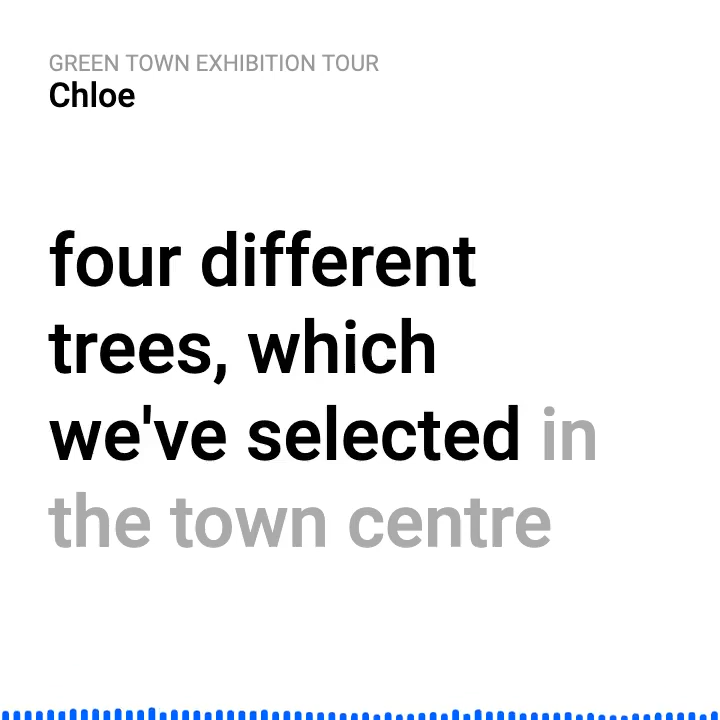 GREEN TOWN EXHIBITION TOUR
Chloe
four different
trees, which
we've selected in
the town centre